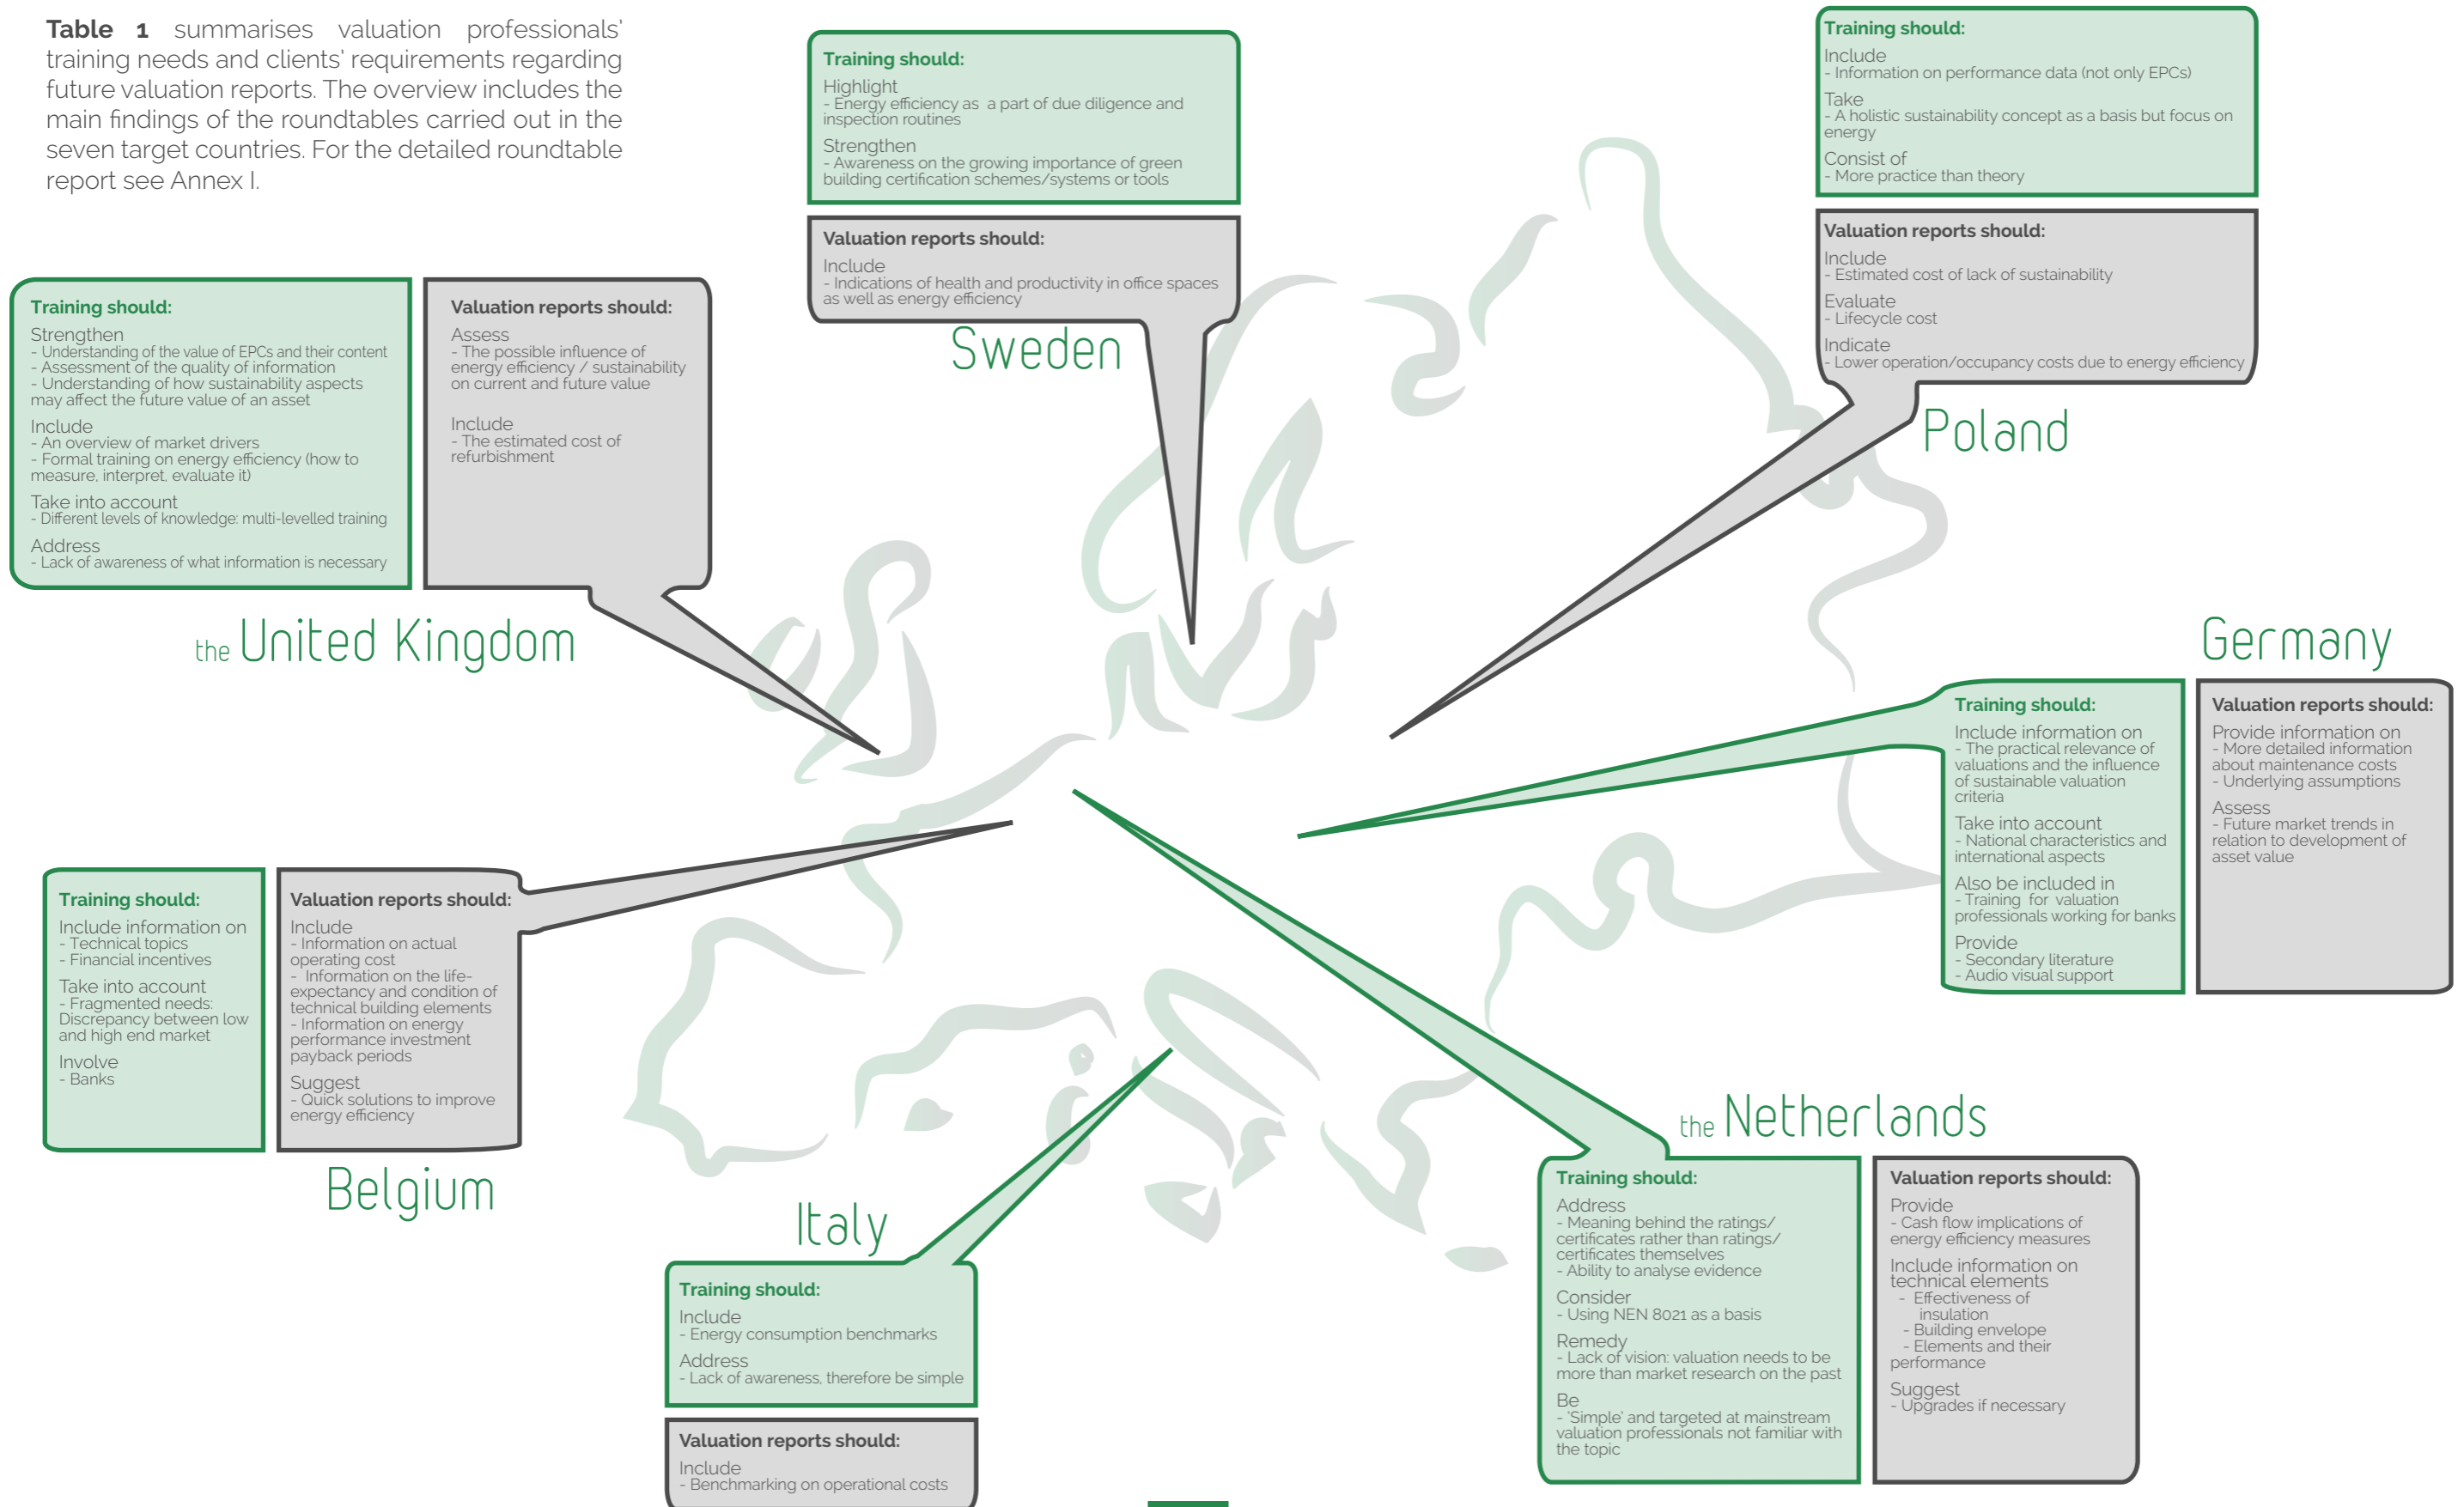 Table 1 summarises valuation professionals'
training needs and clients' requirements regarding
future valuation reports. The overview includes the
main findings of the roundtables carried out in the
seven target countries. For the detailed roundtable
report see Annex I.
Training should:
Highlight
- Energy efficiency as a part of due diligence and
inspection routines
Strengthen
- Awareness on the growing importance of green
building certification schemes/systems or tools
Valuation reports should:
Include
- Indications of health and productivity in office spaces
as well as energy efficiency
Sweden
Training should:
Include
- Information on performance data (not only EPCs)
Take
- A holistic sustainability concept as a basis but focus on
energy
Consist of
- More practice than theory
Valuation reports should:
Include
- Estimated cost of lack of sustainability
Evaluate
- Lifecycle cost
Indicate
- Lower operation/occupancy costs due to energy efficiency
Poland
Training should:
Strengthen
- Understanding of the value of EPCs and their content
- Assessment of the quality of information
- Understanding of how sustainability aspects
may affect the future value of an asset
Include
- An overview of market drivers
- Formal training on energy efficiency (how to
measure, interpret, evaluate it)
Take into account
- Different levels of knowledge: multi-levelled training
Address
- Lack of awareness of what information is necessary
Valuation reports should:
Assess
- The possible influence of
energy efficiency / sustainability
on current and future value
Include
- The estimated cost of
refurbishment
the United Kingdom
Germany
Training should:
Include information on
- The practical relevance of
valuations and the influence
of sustainable valuation
criteria
Take into account
- National characteristics and
international aspects
Also be included in
- Training for valuation
professionals working for banks
Provide
- Secondary literature
- Audio visual support
Valuation reports should:
Provide information on
- More detailed information
about maintenance costs
- Underlying assumptions
Assess
- Future market trends in
relation to development of
asset value
Training should:
Include information on
- Technical topics
- Financial incentives
Take into account
- Fragmented needs:
Discrepancy between low
and high end market
Involve
- Banks
Valuation reports should:
Include
- Information on actual
operating cost
- Information on the life-
expectancy and condition of
technical building elements
- Information on energy
performance investment
payback periods
Suggest
- Quick solutions to improve
energy efficiency
Belgium
Italy
Training should:
Include
- Energy consumption benchmarks
Address
- Lack of awareness, therefore be simple
Valuation reports should:
Include
- Benchmarking on operational costs
the Netherlands
Training should:
Address
- Meaning behind the ratings/
certificates rather than ratings/
certificates themselves
- Ability to analyse evidence
Consider
- Using NEN 8021 as a basis
Remedy
- Lack of vision: valuation needs to be
more than market research on the past
Be
- 'Simple' and targeted at mainstream
valuation professionals not familiar with
the topic
Valuation reports should:
Provide
- Cash flow implications of
energy efficiency measures
Include information on
technical elements
- Effectiveness of
insulation
- Building envelope
- Elements and their
performance
Suggest
- Upgrades if necessary